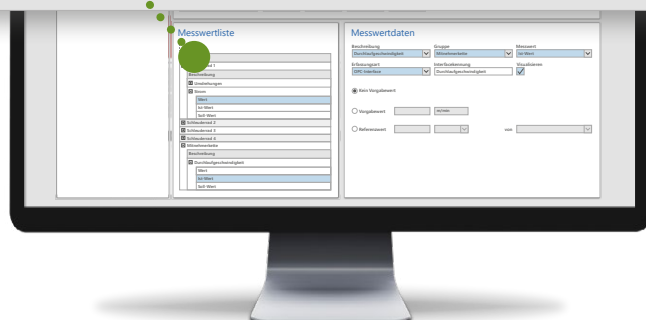 Messwertliste
Beschreibung
Umdrehungen
Strom
Wert
Ist-Wert
Soll-Wert
Schleuderrad 2
Schleuderrad 3
Schleuderrad 4
Mitnehmerkette
Beschreibung
Durchlaufgeschwindigkeit
Wert
Ist-Wert
Soll-Wert
Messwertdaten
Beschreibung Gruppe Messwert
Durchlaufgeschwindigkeit Mitnehmerkette Ist-Wert
Erfassungsart Interfacekennung Visualisieren
OPC Interface Durchlaufgeschwindigkeit
Kein Vorgabewert
Vorgabewert m/min
Referenzwert von